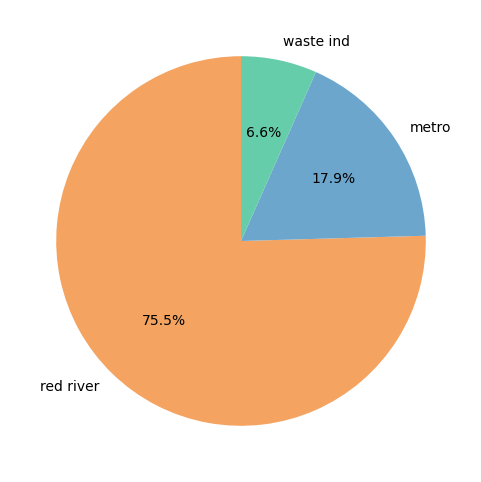 waste ind
metro
6.6%
17.9%
75.5%
red river